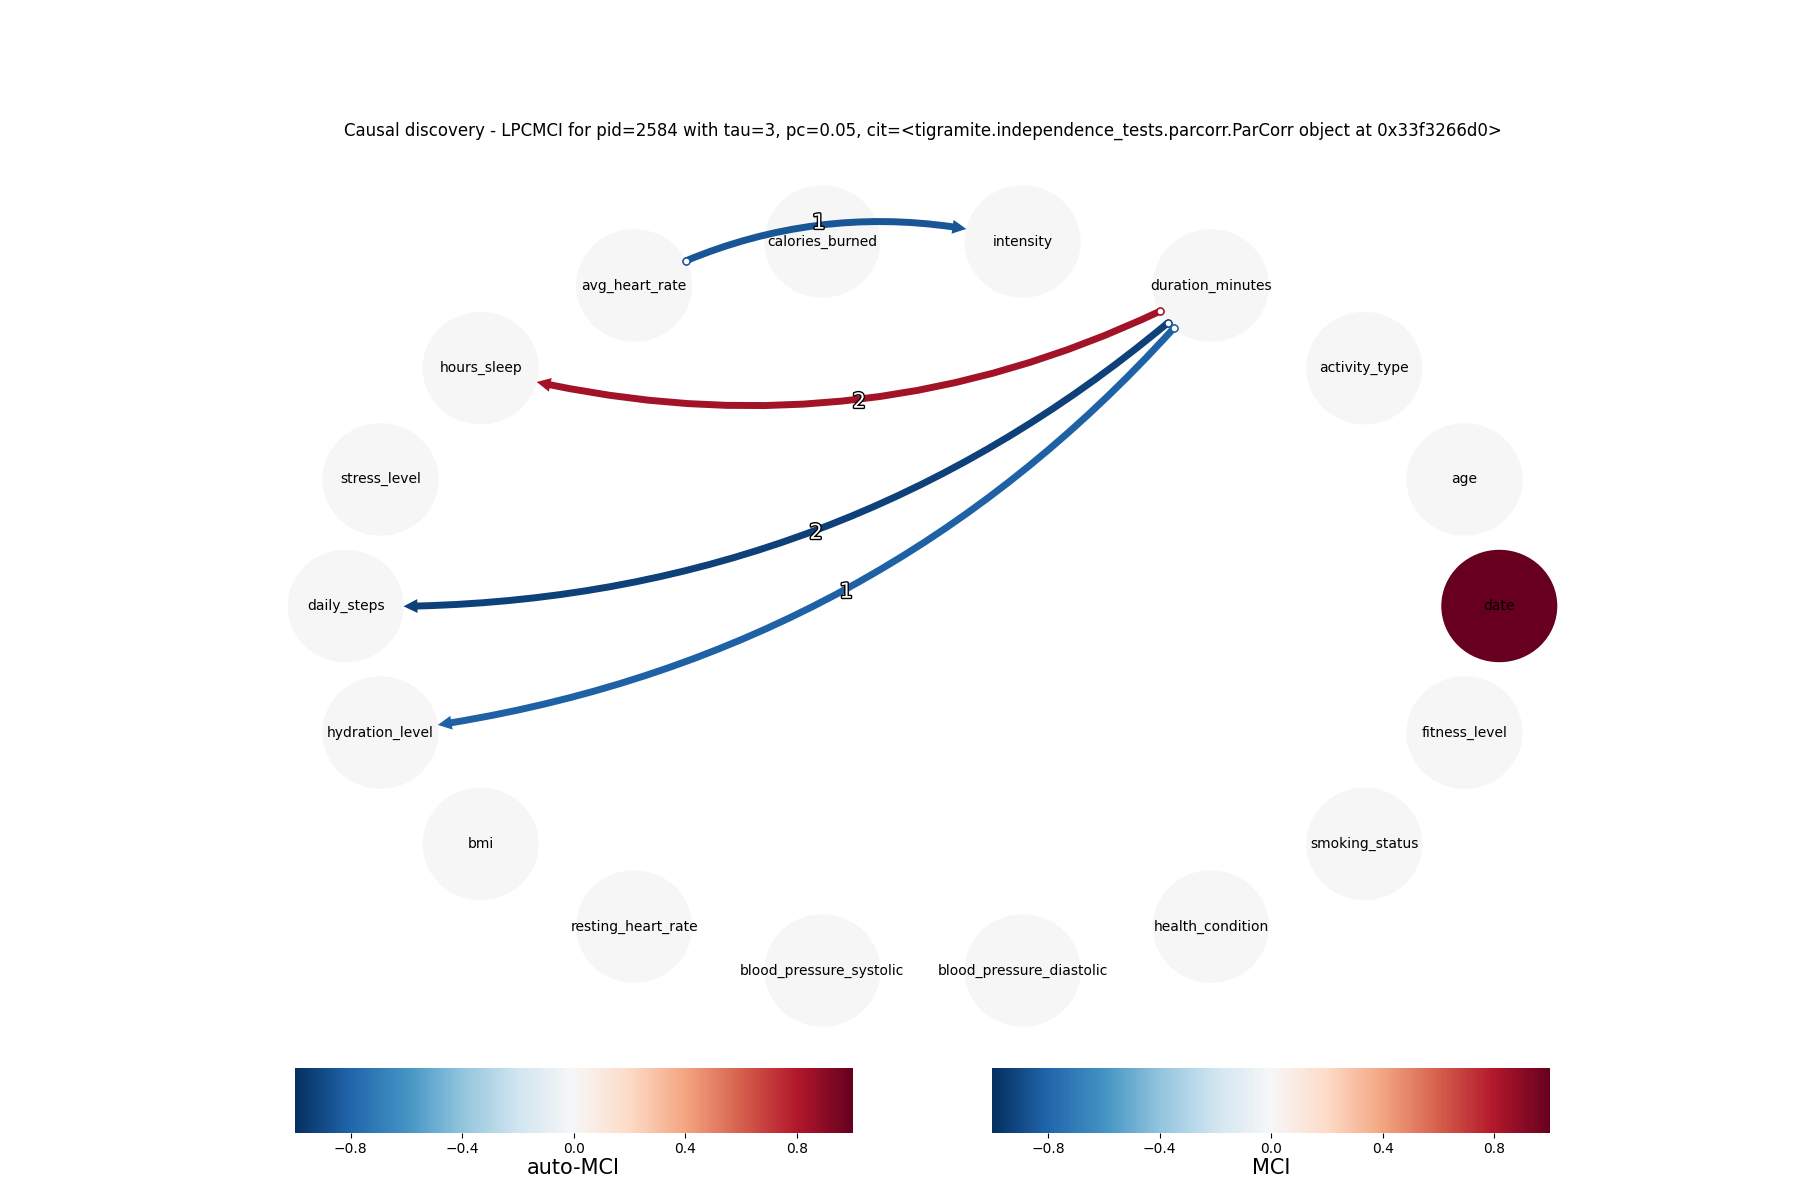 Causal discovery - LPCMCI for pid=2584 with tau=3, pc=0.05, cit=<tigramite.independence_tests.parcorr.ParCorr object at 0x33f3266d0>
1
calories_burned
intensity
avg_heart_rate
duration_minutes
hours_sleep
activity_type
2
stress_level
age
2
1
daily_steps
date
hydration_level
fitness_level
bmi
smoking_status
resting_heart_rate
health_condition
blood_pressure_systolic
blood_pressure_diastolic
−0.8 −0.4 0.0 0.4 0.8
auto-MCI
−0.8 −0.4 0.0 0.4 0.8
MCI